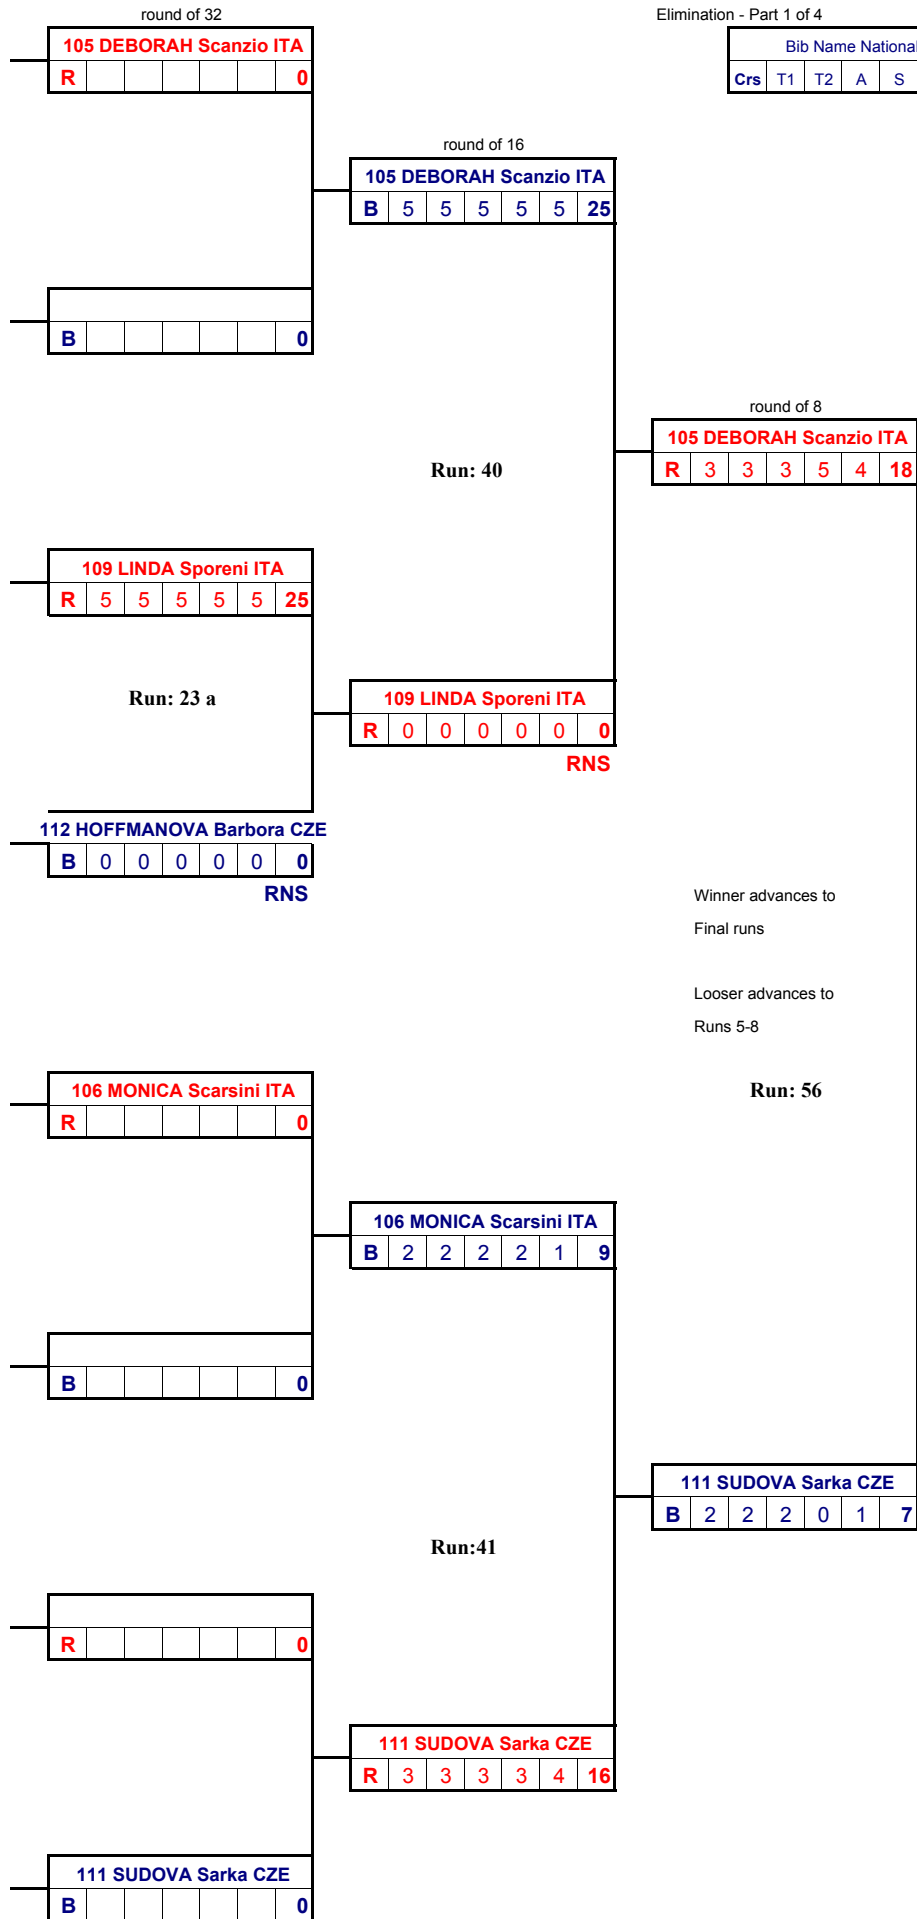 round of 32
Elimination - Part 1 of 4
105 DEBORAH Scanzio ITA
R 0
Bib Name National
Crs T1 T2 A S
round of 16
105 DEBORAH Scanzio ITA
B 5 5 5 5 5 25
B 0
round of 8
105 DEBORAH Scanzio ITA
R 3 3 3 5 4 18
Run: 40
109 LINDA Sporeni ITA
R 5 5 5 5 5 25
Run: 23 a
109 LINDA Sporeni ITA
R 0 0 0 0 0 0
RNS
112 HOFFMANOVA Barbora CZE
B 0 0 0 0 0 0
RNS
Winner advances to
Final runs
Looser advances to
Runs 5-8
Run: 56
106 MONICA Scarsini ITA
R 0
106 MONICA Scarsini ITA
B 2 2 2 2 1 9
B 0
111 SUDOVA Sarka CZE
B 2 2 2 0 1 7
Run:41
R 0
111 SUDOVA Sarka CZE
R 3 3 3 3 4 16
111 SUDOVA Sarka CZE
B 0